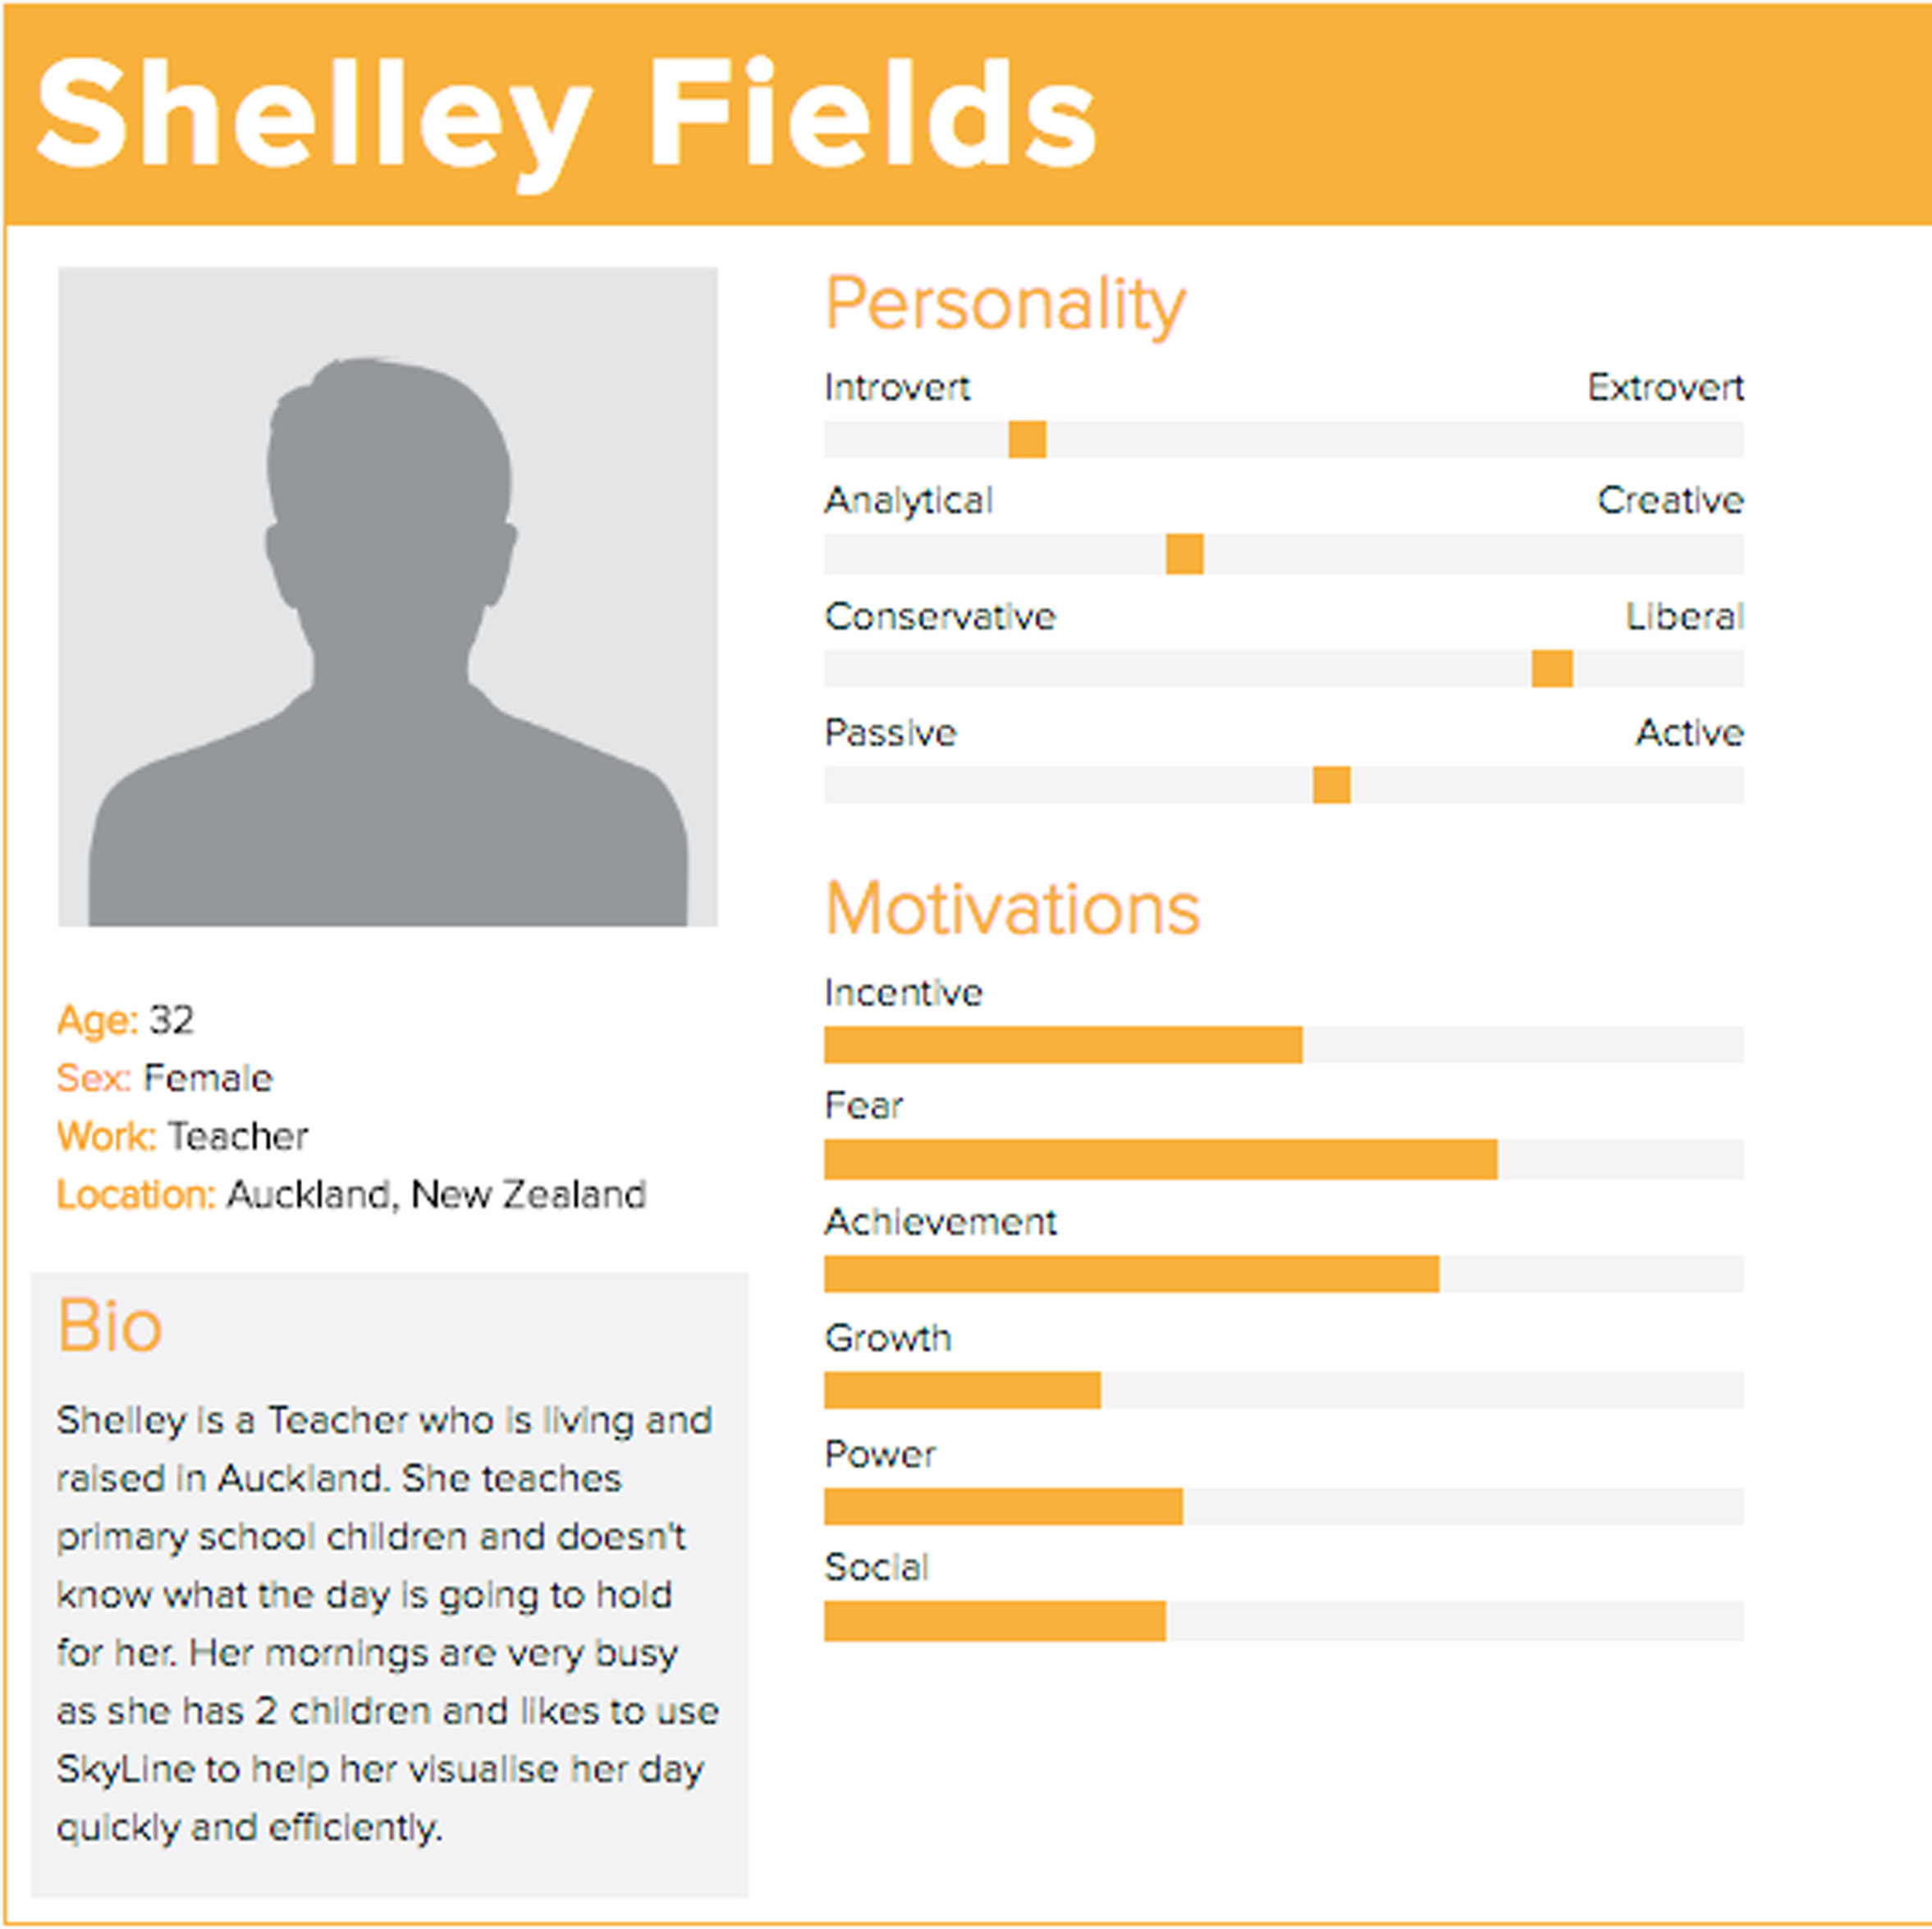 Shelley Fields
Age: 32
Sex: Female
Work: Teacher
Location: Auckland, New Zealand
Bio
Shelley is a Teacher who is living and
raised in Auckland. She teaches
primary school children and doesn't
know what the day is going to hold
for her. Her mornings are very busy
as she has 2 children and likes to use
SkyLine to help her visualise her day
quickly and efficiently.
Personality
Introvert Extrovert
Analytical Creative
Conservative Liberal
Passive Active
Motivations
Incentive
Fear
Achievement
Growth
Power
Social